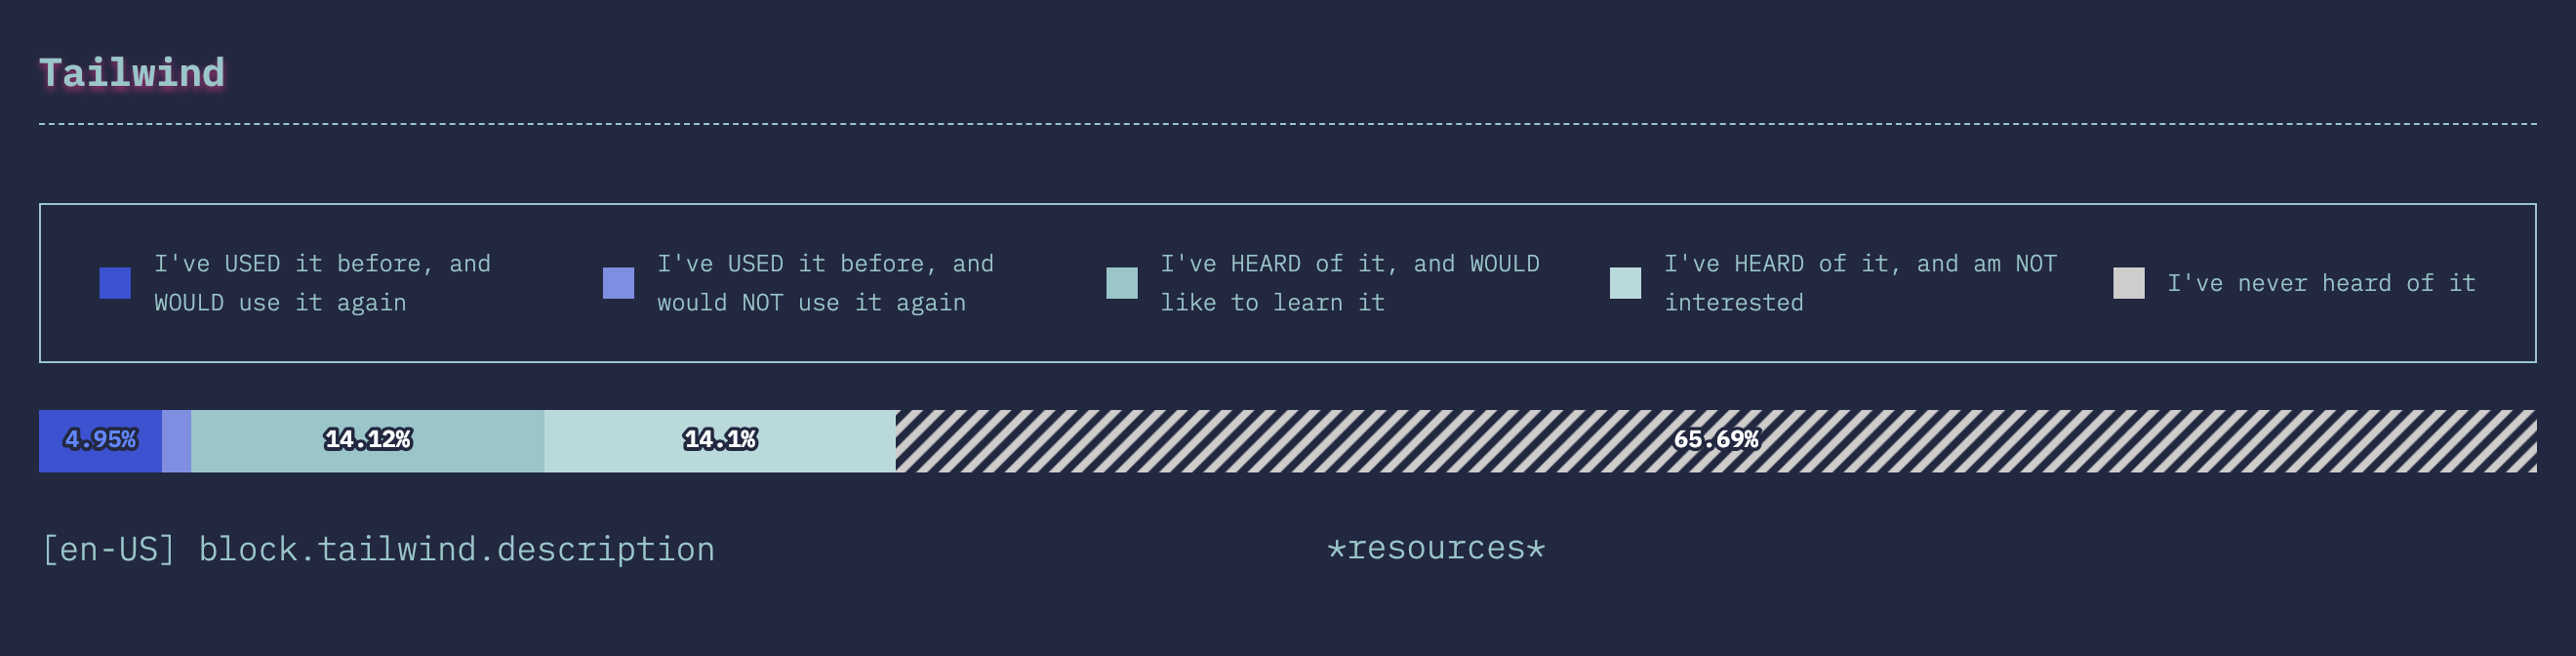 Tailwind
I've USED it before, and
WOULD use it again
I've USED it before, and
would NOT use it again
I've HEARD of it, and WOULD
like to learn it
I've HEARD of it, and am NOT
interested
I've never heard of it
4.95%
14.12%
14.1%
65.69%
[en-US] block.tailwind.description
*resources*